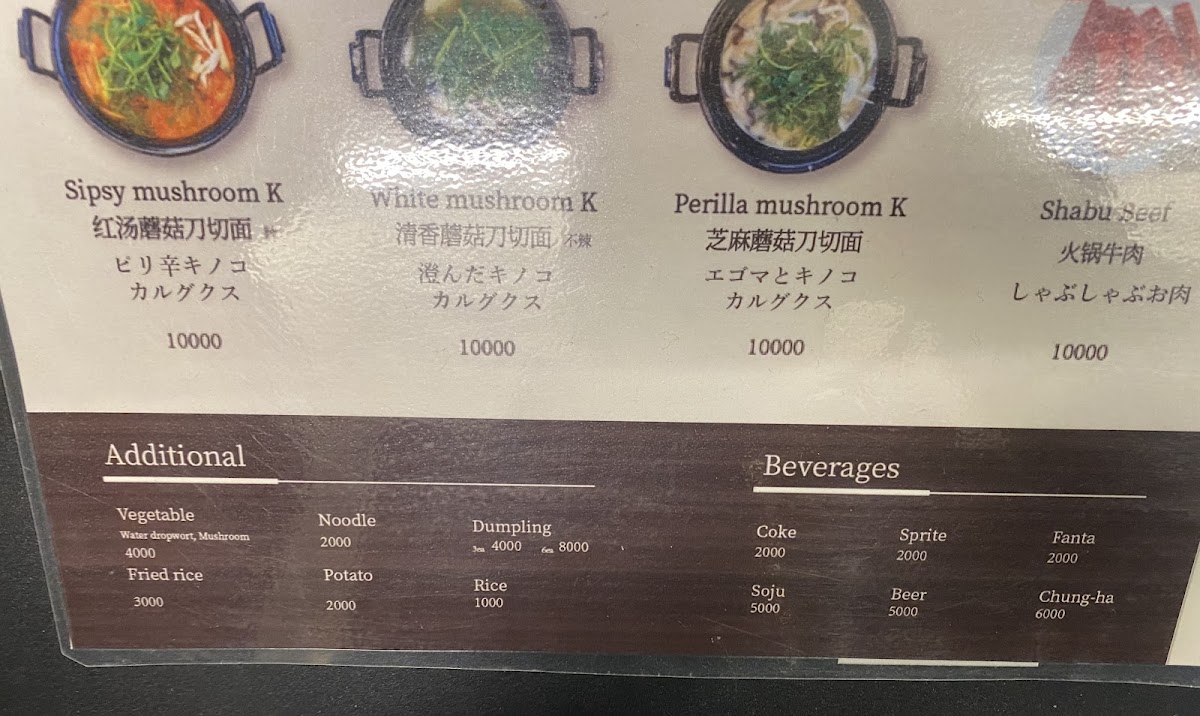 Sipsy mushroom K
红汤蘑菇刀切面
ピリ辛キノコ
カルグクス
10000
White mushroom K
清香蘑菇刀切面 不辣
澄んだキノコ
カルグクス
10000
Perilla mushroom K
芝麻蘑菇刀切面
エゴマとキノコ
カルグクス
10000
Shabu Beef
火锅牛肉
しゃぶしゃぶお肉
10000
Additional
Vegetable
Water dropwort, Mushroom
4000
Noodle
2000
Dumpling
3ea 4000 6ea 8000
Fried rice
3000
Potato
2000
Rice
1000
Beverages
Coke
2000
Sprite
2000
Fanta
2000
Soju
5000
Beer
5000
Chung-ha
6000